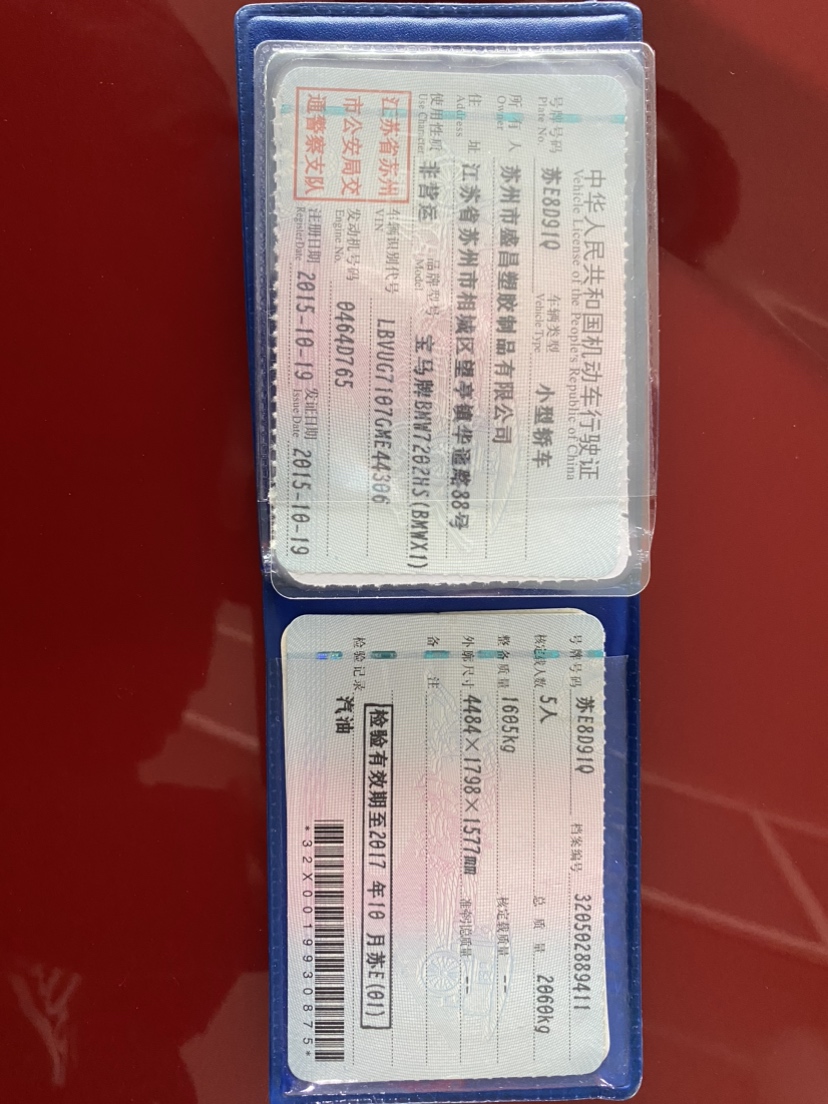 中华人民共和国机动车行驶证
Vehicle License of the People's Republic of China
号牌号码 苏E8D91Q 车辆类型 小型轿车
Plate No. Vehicle Type
所有人 苏州市盛昌塑胶制品有限公司
Owner
住址 江苏省苏州市相城区望亭镇华通路88号
Address
使用性质 非营运 品牌型号 宝马牌BMW7202HS(BMWX1)
Use Character Model
江苏省苏州
市公安局交
通警察支队
车辆识别代号 LBVUG7107GME44306
VIN
发动机号码 0464D765
Engine No.
注册日期 2015-10-19 发证日期 2015-10-19
Register Date Issue Date
号牌号码 苏E8D91Q 档案编号 320502889411
核定载人数 5人 总质量 2060kg
整备质量 1605kg 核定载质量 --
外廓尺寸 4484×1798×1577mm 准牵引总质量 --
备注
检验有效期至2017年10月苏E(01)
检验记录
汽油
*32X0019930875*